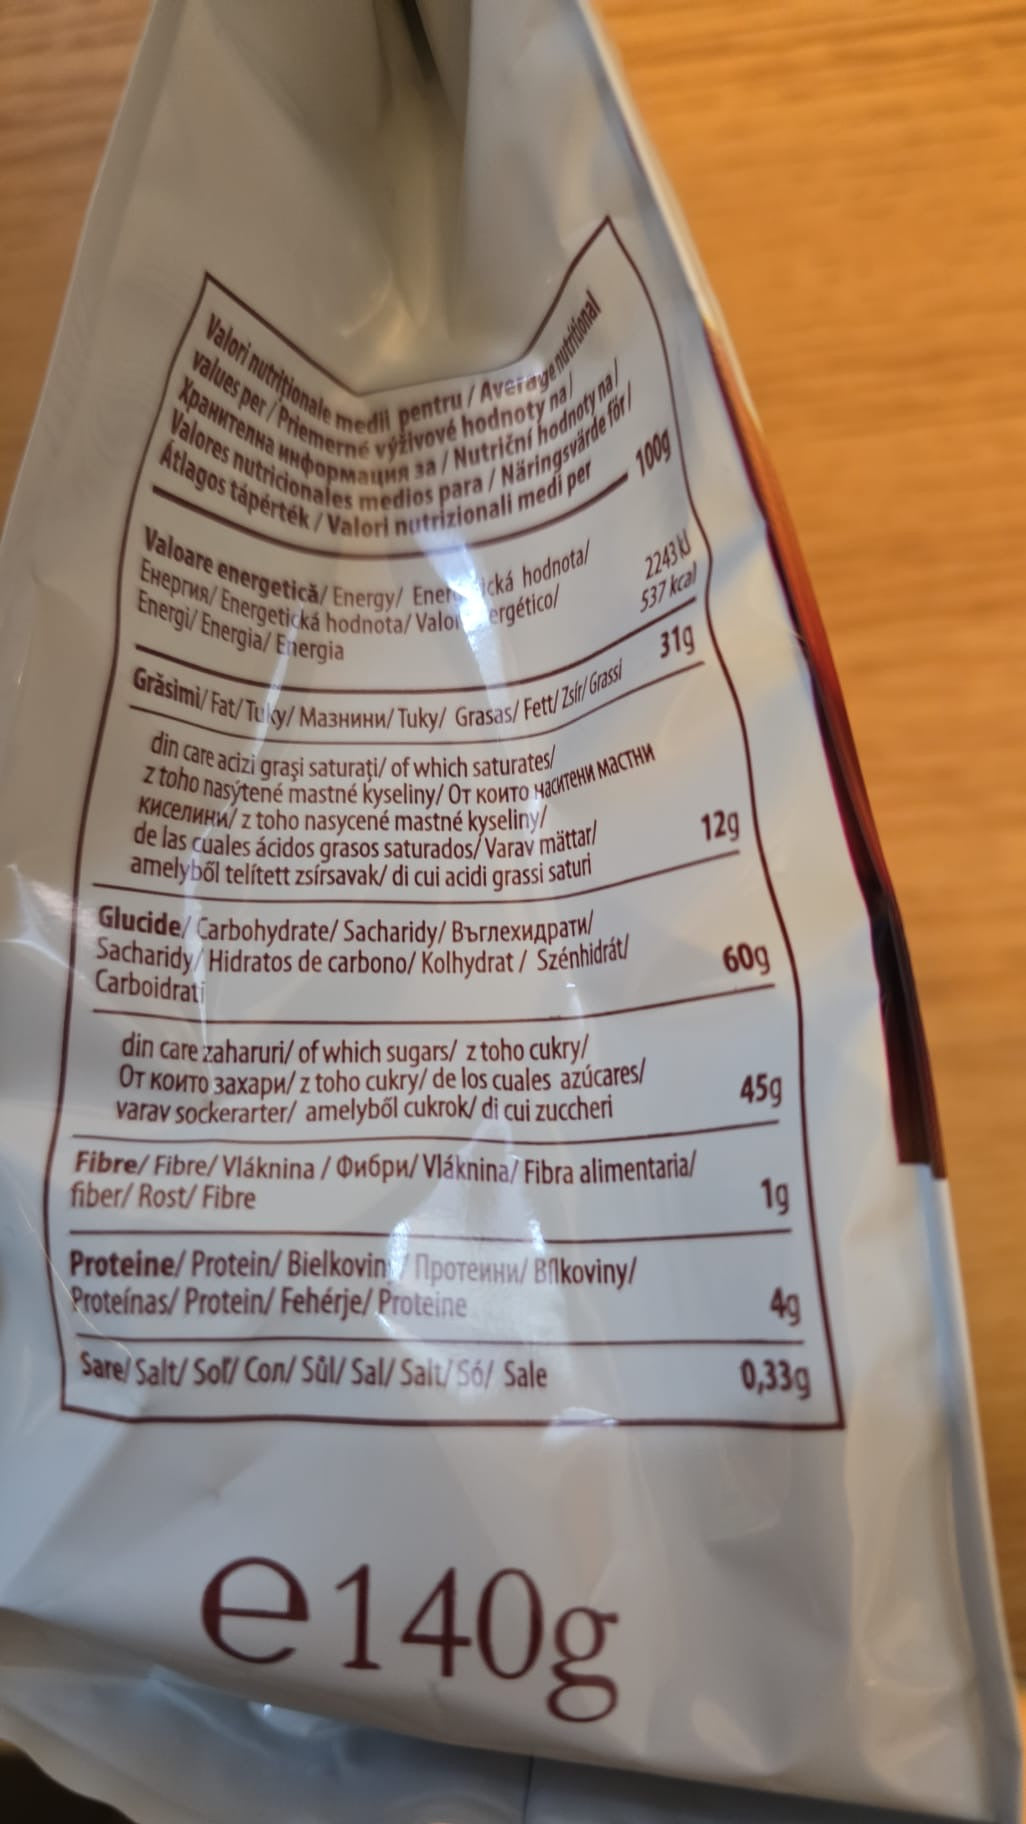 Valori nutriționale medii pentru / Average nutritional
values per / Priemerné výživové hodnoty na /
Хранителна информация за / Nutriční hodnoty na /
Valores nutricionales medios para / Näringsvärde för /
Átlagos tápérték / Valori nutrizionali medi per 100g
Valoare energetică/ Energy/ hodnota/
Енергия/ Energetická hodnota/ 2243 kJ
Energi/ Energia/ Energia 537 kcal
Grăsimi/ Fat/ Tuky/ Мазнини/ Tuky/ Grasas/ Fett/ Zsír/ Grassi 31g
din care acizi grași saturați/ of which saturates/
z toho nasýtené mastné kyseliny/ От които наситени мастни
киселини/ z toho nasycené mastné kyseliny/
de las cuales ácidos grasos saturados/ Varav mättar/ 12g
amelyből telített zsírsavak/ di cui acidi grassi saturi
Glucide/ Carbohydrate/ Sacharidy/ Въглехидрати/
Sacharidy/ Hidratos de carbono/ Kolhydrat / Szénhidrát/ 60g
Carboidrati
din care zaharuri/ of which sugars/ z toho cukry/
От които захари/ z toho cukry/ de los cuales azúcares/ 45g
varav sockerarter/ amelyből cukrok/ di cui zuccheri
Fibre/ Fibre/ Vláknina / Фибри/ Vláknina/ Fibra alimentaria/
fiber/ Rost/ Fibre 1g
Proteine/ Protein/ Протеини/
Proteínas/ Protein/ Fehérje/ Proteine 4g
Sare/ Salt/ Soľ/ Сол/ Sůl/ Sal/ Salt/ Só/ Sale 0,33g
℮140g